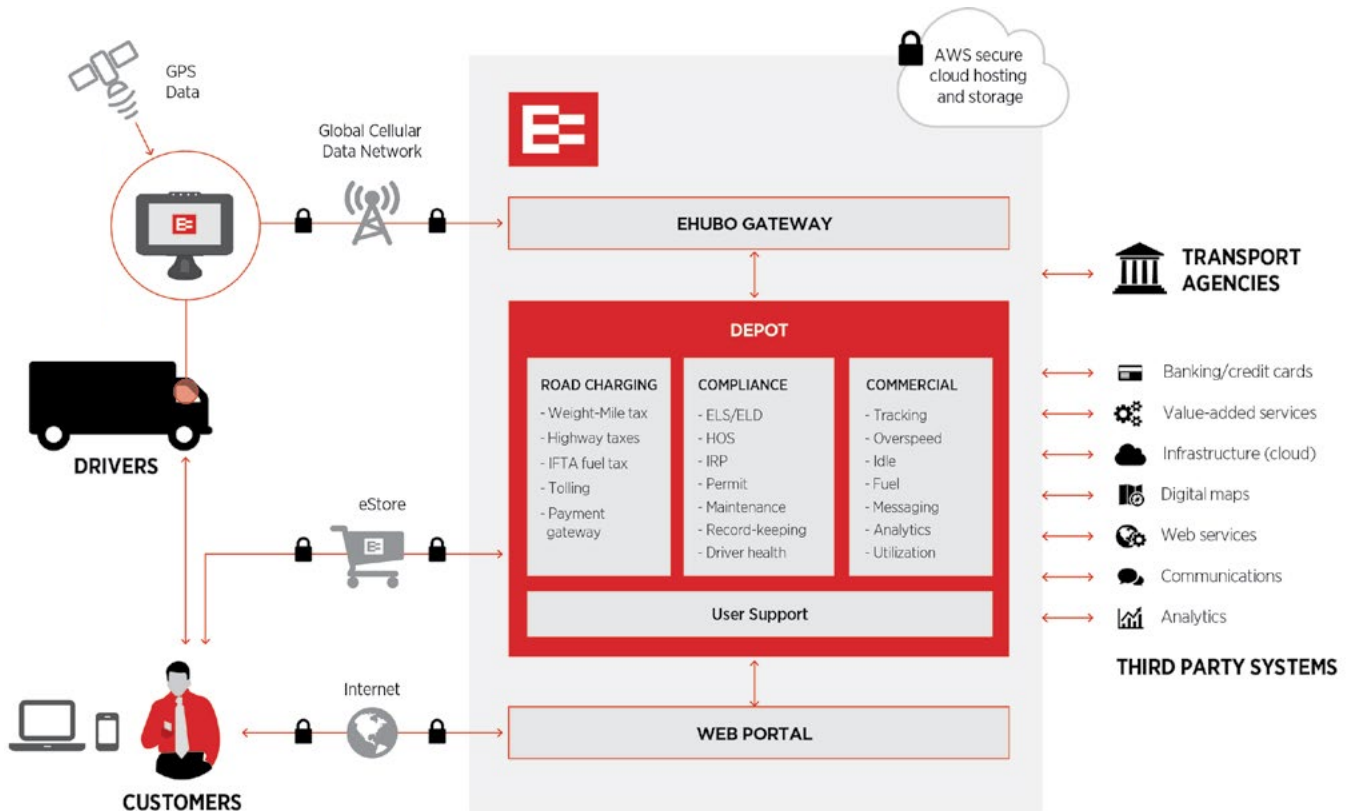 GPS
Data
Global Cellular
Data Network
AWS secure
cloud hosting
and storage
EHUBO GATEWAY
TRANSPORT
AGENCIES
DEPOT
ROAD CHARGING
- Weight-Mile tax
- Highway taxes
- IFTA fuel tax
- Tolling
- Payment
gateway
COMPLIANCE
- ELS/ELD
- HOS
- IRP
- Permit
- Maintenance
- Record-keeping
- Driver health
COMMERCIAL
- Tracking
- Overspeed
- Idle
- Fuel
- Messaging
- Analytics
- Utilization
User Support
Banking/credit cards
Value-added services
Infrastructure (cloud)
Digital maps
Web services
Communications
Analytics
THIRD PARTY SYSTEMS
DRIVERS
eStore
Internet
WEB PORTAL
CUSTOMERS